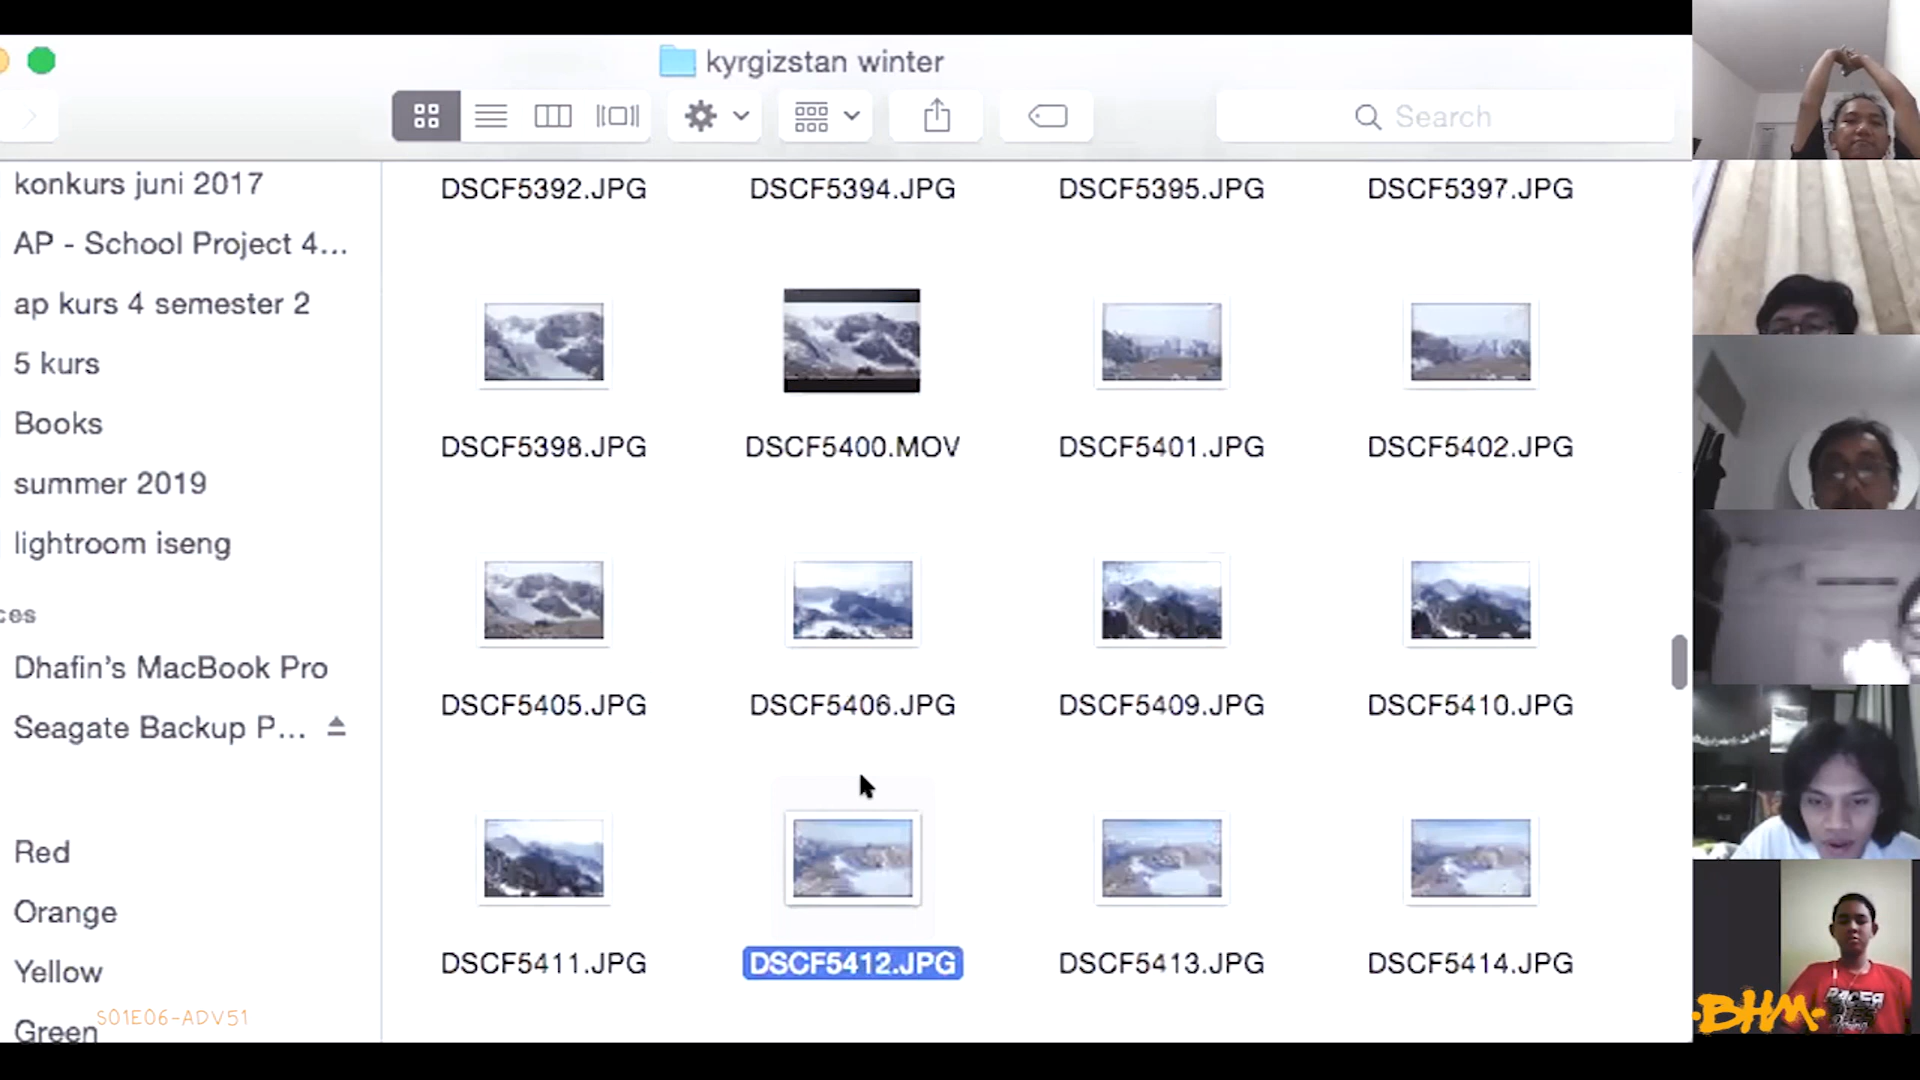 kyrgizstan winter
Search
konkurs juni 2017
AP - School Project 4...
ap kurs 4 semester 2
5 kurs
Books
summer 2019
lightroom iseng
ces
Dhafin's MacBook Pro
Seagate Backup P...
Red
Orange
Yellow
Green
S01E06-ADV51
DSCF5392.JPG DSCF5394.JPG DSCF5395.JPG DSCF5397.JPG
DSCF5398.JPG DSCF5400.MOV DSCF5401.JPG DSCF5402.JPG
DSCF5405.JPG DSCF5406.JPG DSCF5409.JPG DSCF5410.JPG
DSCF5411.JPG DSCF5412.JPG DSCF5413.JPG DSCF5414.JPG
RACER
·BHM·